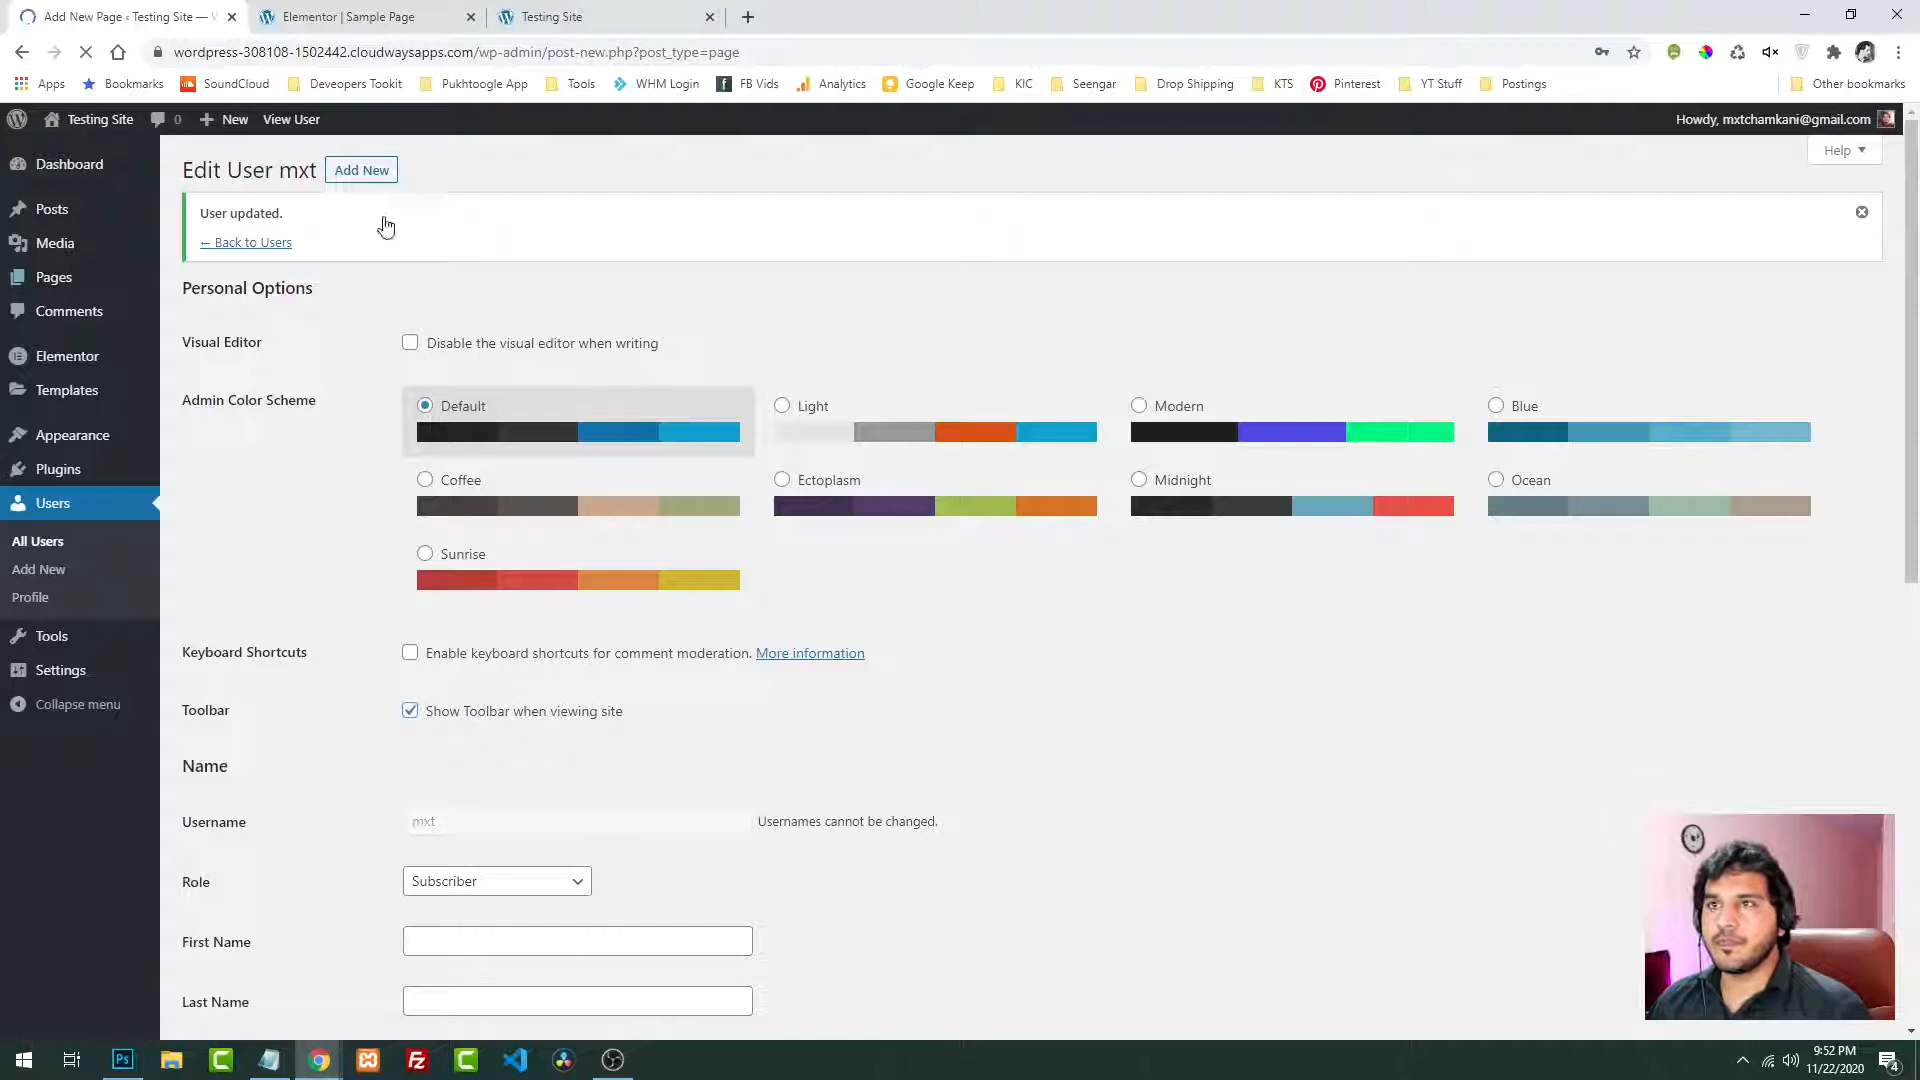 Add New Page ‹ Testing Site — W
Elementor | Sample Page
Testing Site
wordpress-308108-1502442.cloudwaysapps.com/wp-admin/post-new.php?post_type=page
Apps
Bookmarks
SoundCloud
Deveopers Tookit
Pukhtoogle App
Tools
WHM Login
FB Vids
Analytics
Google Keep
KIC
Seengar
Drop Shipping
KTS
Pinterest
YT Stuff
Postings
Other bookmarks
Testing Site
0
New
View User
Howdy, mxtchamkani@gmail.com
Dashboard
Posts
Media
Pages
Comments
Elementor
Templates
Appearance
Plugins
Users
All Users
Add New
Profile
Tools
Settings
Collapse menu
Help
Edit User mxt
Add New
User updated.
← Back to Users
Personal Options
Visual Editor
Disable the visual editor when writing
Admin Color Scheme
Default
Light
Modern
Blue
Coffee
Ectoplasm
Midnight
Ocean
Sunrise
Keyboard Shortcuts
Enable keyboard shortcuts for comment moderation. More information
Toolbar
Show Toolbar when viewing site
Name
Username
mxt
Usernames cannot be changed.
Role
Subscriber
First Name
Last Name
Ps
9:52 PM
11/22/2020
4